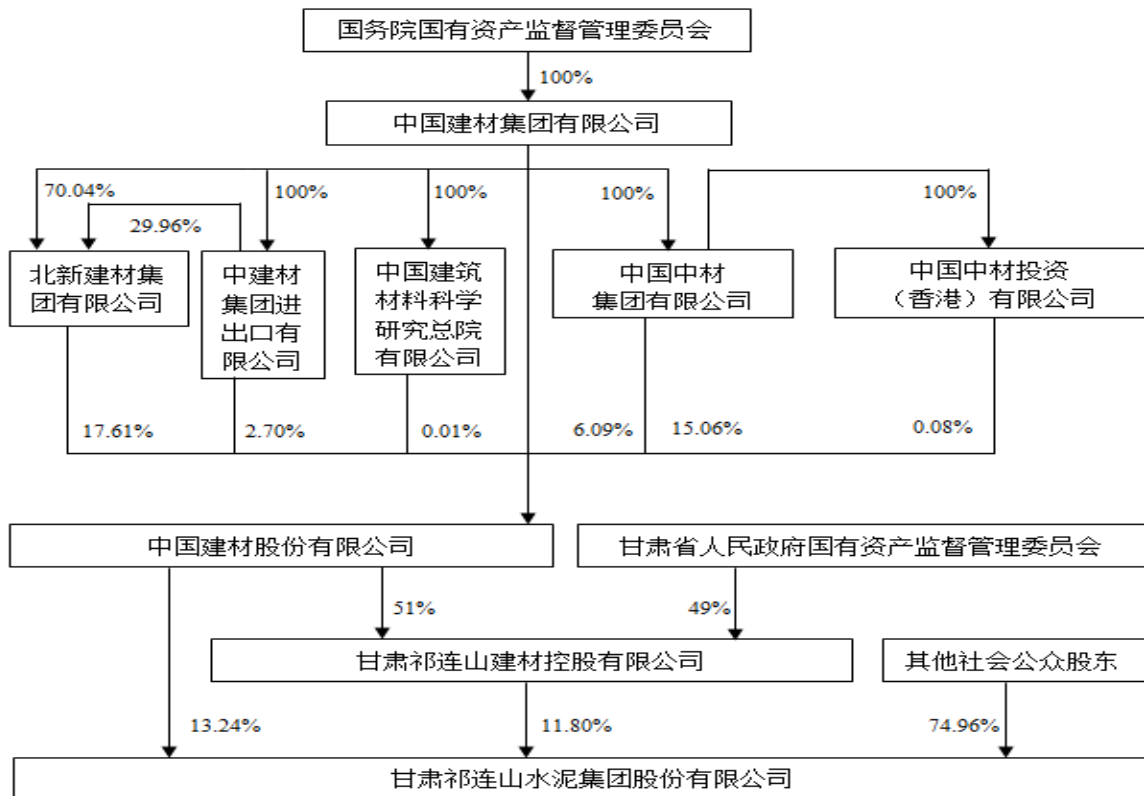 国务院国有资产监督管理委员会
100%
中国建材集团有限公司
70.04%
100%
100%
100%
100%
29.96%
北新建材集
团有限公司
中建材
集团进
出口有
限公司
中国建筑
材料科学
研究总院
有限公司
中国中材
集团有限公司
中国中材投资
（香港）有限公司
17.61%
2.70%
0.01%
6.09%
15.06%
0.08%
中国建材股份有限公司
甘肃省人民政府国有资产监督管理委员会
51%
49%
甘肃祁连山建材控股有限公司
其他社会公众股东
13.24%
11.80%
74.96%
甘肃祁连山水泥集团股份有限公司